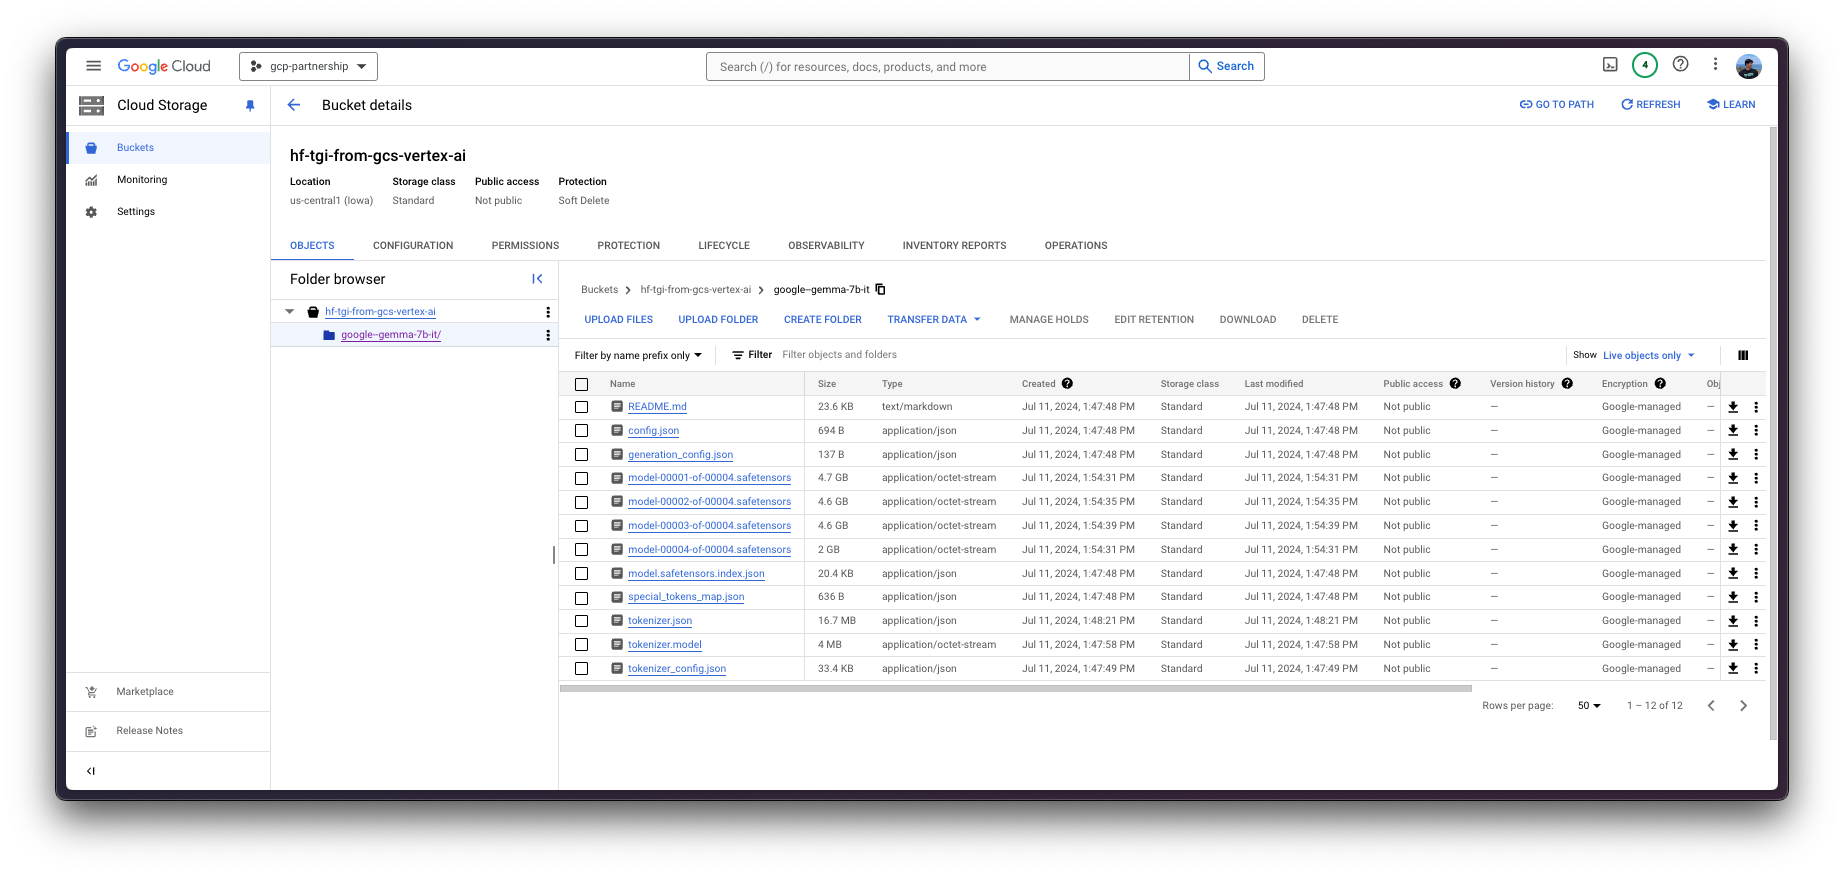 Google Cloud
gcp-partnership
Search (/) for resources, docs, products, and more
Search
4
Cloud Storage
Bucket details
GO TO PATH
REFRESH
LEARN
Buckets
Monitoring
Settings
Marketplace
Release Notes
hf-tgi-from-gcs-vertex-ai
Location Storage class Public access Protection
us-central1 (Iowa) Standard Not public Soft Delete
OBJECTS CONFIGURATION PERMISSIONS PROTECTION LIFECYCLE OBSERVABILITY INVENTORY REPORTS OPERATIONS
Folder browser
hf-tgi-from-gcs-vertex-ai
google--gemma-7b-it/
Buckets > hf-tgi-from-gcs-vertex-ai > google--gemma-7b-it
UPLOAD FILES UPLOAD FOLDER CREATE FOLDER TRANSFER DATA MANAGE HOLDS EDIT RETENTION DOWNLOAD DELETE
Filter by name prefix only Filter Filter objects and folders Show Live objects only
Name Size Type Created Storage class Last modified Public access Version history Encryption Obj
README.md 23.6 KB text/markdown Jul 11, 2024, 1:47:48 PM Standard Jul 11, 2024, 1:47:48 PM Not public — Google-managed —
config.json 694 B application/json Jul 11, 2024, 1:47:48 PM Standard Jul 11, 2024, 1:47:48 PM Not public — Google-managed —
generation_config.json 137 B application/json Jul 11, 2024, 1:47:48 PM Standard Jul 11, 2024, 1:47:48 PM Not public — Google-managed —
model-00001-of-00004.safetensors 4.7 GB application/octet-stream Jul 11, 2024, 1:54:31 PM Standard Jul 11, 2024, 1:54:31 PM Not public — Google-managed —
model-00002-of-00004.safetensors 4.6 GB application/octet-stream Jul 11, 2024, 1:54:35 PM Standard Jul 11, 2024, 1:54:35 PM Not public — Google-managed —
model-00003-of-00004.safetensors 4.6 GB application/octet-stream Jul 11, 2024, 1:54:39 PM Standard Jul 11, 2024, 1:54:39 PM Not public — Google-managed —
model-00004-of-00004.safetensors 2 GB application/octet-stream Jul 11, 2024, 1:54:31 PM Standard Jul 11, 2024, 1:54:31 PM Not public — Google-managed —
model.safetensors.index.json 20.4 KB application/json Jul 11, 2024, 1:47:48 PM Standard Jul 11, 2024, 1:47:48 PM Not public — Google-managed —
special_tokens_map.json 636 B application/json Jul 11, 2024, 1:47:48 PM Standard Jul 11, 2024, 1:47:48 PM Not public — Google-managed —
tokenizer.json 16.7 MB application/json Jul 11, 2024, 1:48:21 PM Standard Jul 11, 2024, 1:48:21 PM Not public — Google-managed —
tokenizer.model 4 MB application/octet-stream Jul 11, 2024, 1:47:58 PM Standard Jul 11, 2024, 1:47:58 PM Not public — Google-managed —
tokenizer_config.json 33.4 KB application/json Jul 11, 2024, 1:47:49 PM Standard Jul 11, 2024, 1:47:49 PM Not public — Google-managed —
Rows per page: 50 1 – 12 of 12